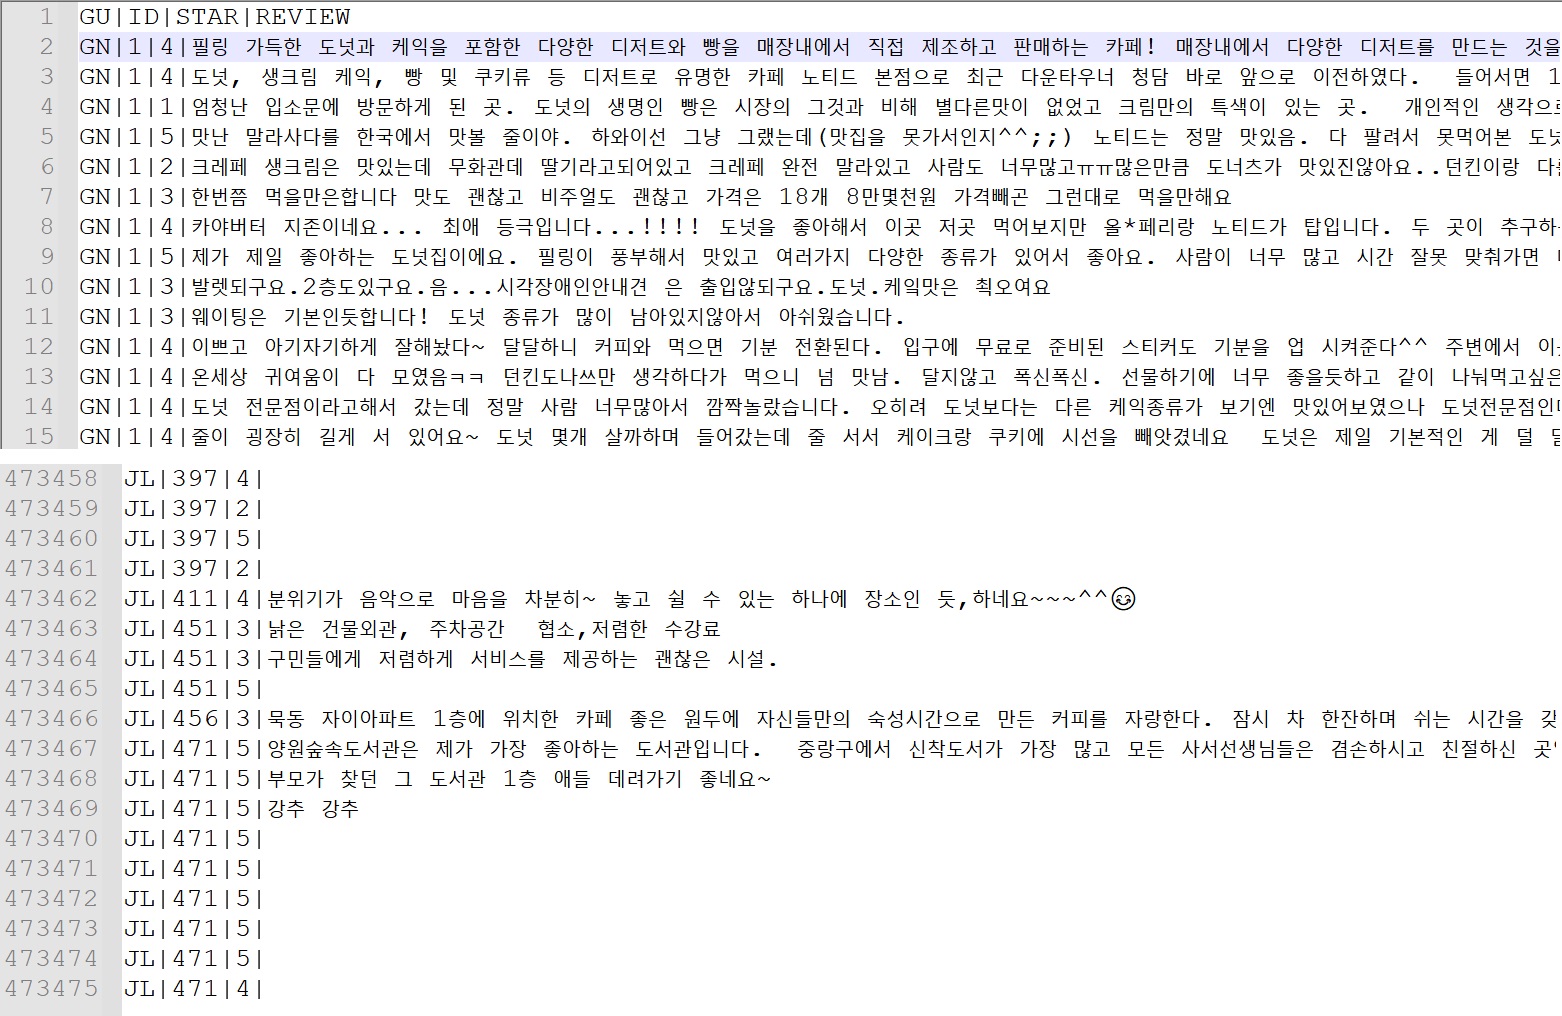 1 GU|ID|STAR|REVIEW
2 GN|1|4|필링 가득한 도넛과 케익을 포함한 다양한 디저트와 빵을 매장내에서 직접 제조하고 판매하는 카페! 매장내에서 다양한 디저트를 만드는 것을
3 GN|1|4|도넛, 생크림 케익, 빵 및 쿠키류 등 디저트로 유명한 카페 노티드 본점으로 최근 다운타우너 청담 바로 앞으로 이전하였다.  들어서면 1
4 GN|1|1|엄청난 입소문에 방문하게 된 곳. 도넛의 생명인 빵은 시장의 그것과 비해 별다른맛이 없었고 크림만의 특색이 있는 곳.  개인적인 생각으로
5 GN|1|5|맛난 말라사다를 한국에서 맛볼 줄이야. 하와이선 그냥 그랬는데(맛집을 못가서인지^^;;) 노티드는 정말 맛있음. 다 팔려서 못먹어본 도넛
6 GN|1|2|크레페 생크림은 맛있는데 무화관데 딸기라고되어있고 크레페 완전 말라있고 사람도 너무많고ㅠㅠ많은만큼 도너츠가 맛있진않아요..던킨이랑 다를
7 GN|1|3|한번쯤 먹을만은합니다 맛도 괜찮고 비주얼도 괜찮고 가격은 18개 8만몇천원 가격빼곤 그런대로 먹을만해요
8 GN|1|4|카야버터 지존이네요... 최애 등극입니다...!!!! 도넛을 좋아해서 이곳 저곳 먹어보지만 올*페리랑 노티드가 탑입니다. 두 곳이 추구하는
9 GN|1|5|제가 제일 좋아하는 도넛집이에요. 필링이 풍부해서 맛있고 여러가지 다양한 종류가 있어서 좋아요. 사람이 너무 많고 시간 잘못 맞춰가면
10 GN|1|3|발렛되구요.2층도있구요.음...시각장애인안내견 은 출입않되구요.도넛.케잌맛은 쵝오여요
11 GN|1|3|웨이팅은 기본인듯합니다! 도넛 종류가 많이 남아있지않아서 아쉬웠습니다.
12 GN|1|4|이쁘고 아기자기하게 잘해놨다~ 달달하니 커피와 먹으면 기분 전환된다. 입구에 무료로 준비된 스티커도 기분을 업 시켜준다^^ 주변에서
13 GN|1|4|온세상 귀여움이 다 모였음ㅋㅋ 던킨도나쓰만 생각하다가 먹으니 넘 맛남. 달지않고 폭신폭신. 선물하기에 너무 좋을듯하고 같이 나눠먹고싶은
14 GN|1|4|도넛 전문점이라고해서 갔는데 정말 사람 너무많아서 깜짝놀랐습니다. 오히려 도넛보다는 다른 케익종류가 보기엔 맛있어보였으나 도넛전문점인데
15 GN|1|4|줄이 굉장히 길게 서 있어요~ 도넛 몇개 살까하며 들어갔는데 줄 서서 케이크랑 쿠키에 시선을 빼앗겼네요  도넛은 제일 기본적인 게 덜
473458 JL|397|4|
473459 JL|397|2|
473460 JL|397|5|
473461 JL|397|2|
473462 JL|411|4|분위기가 음악으로 마음을 차분히~ 놓고 쉴 수 있는 하나에 장소인 듯,하네요~~~^^😊
473463 JL|451|3|낡은 건물외관, 주차공간  협소,저렴한 수강료
473464 JL|451|3|구민들에게 저렴하게 서비스를 제공하는 괜찮은 시설.
473465 JL|451|5|
473466 JL|456|3|묵동 자이아파트 1층에 위치한 카페 좋은 원두에 자신들만의 숙성시간으로 만든 커피를 자랑한다. 잠시 차 한잔하며 쉬는 시간을 갖
473467 JL|471|5|양원숲속도서관은 제가 가장 좋아하는 도서관입니다.  중랑구에서 신착도서가 가장 많고 모든 사서선생님들은 겸손하시고 친절하신 곳
473468 JL|471|5|부모가 찾던 그 도서관 1층 애들 데려가기 좋네요~
473469 JL|471|5|강추 강추
473470 JL|471|5|
473471 JL|471|5|
473472 JL|471|5|
473473 JL|471|5|
473474 JL|471|5|
473475 JL|471|4|